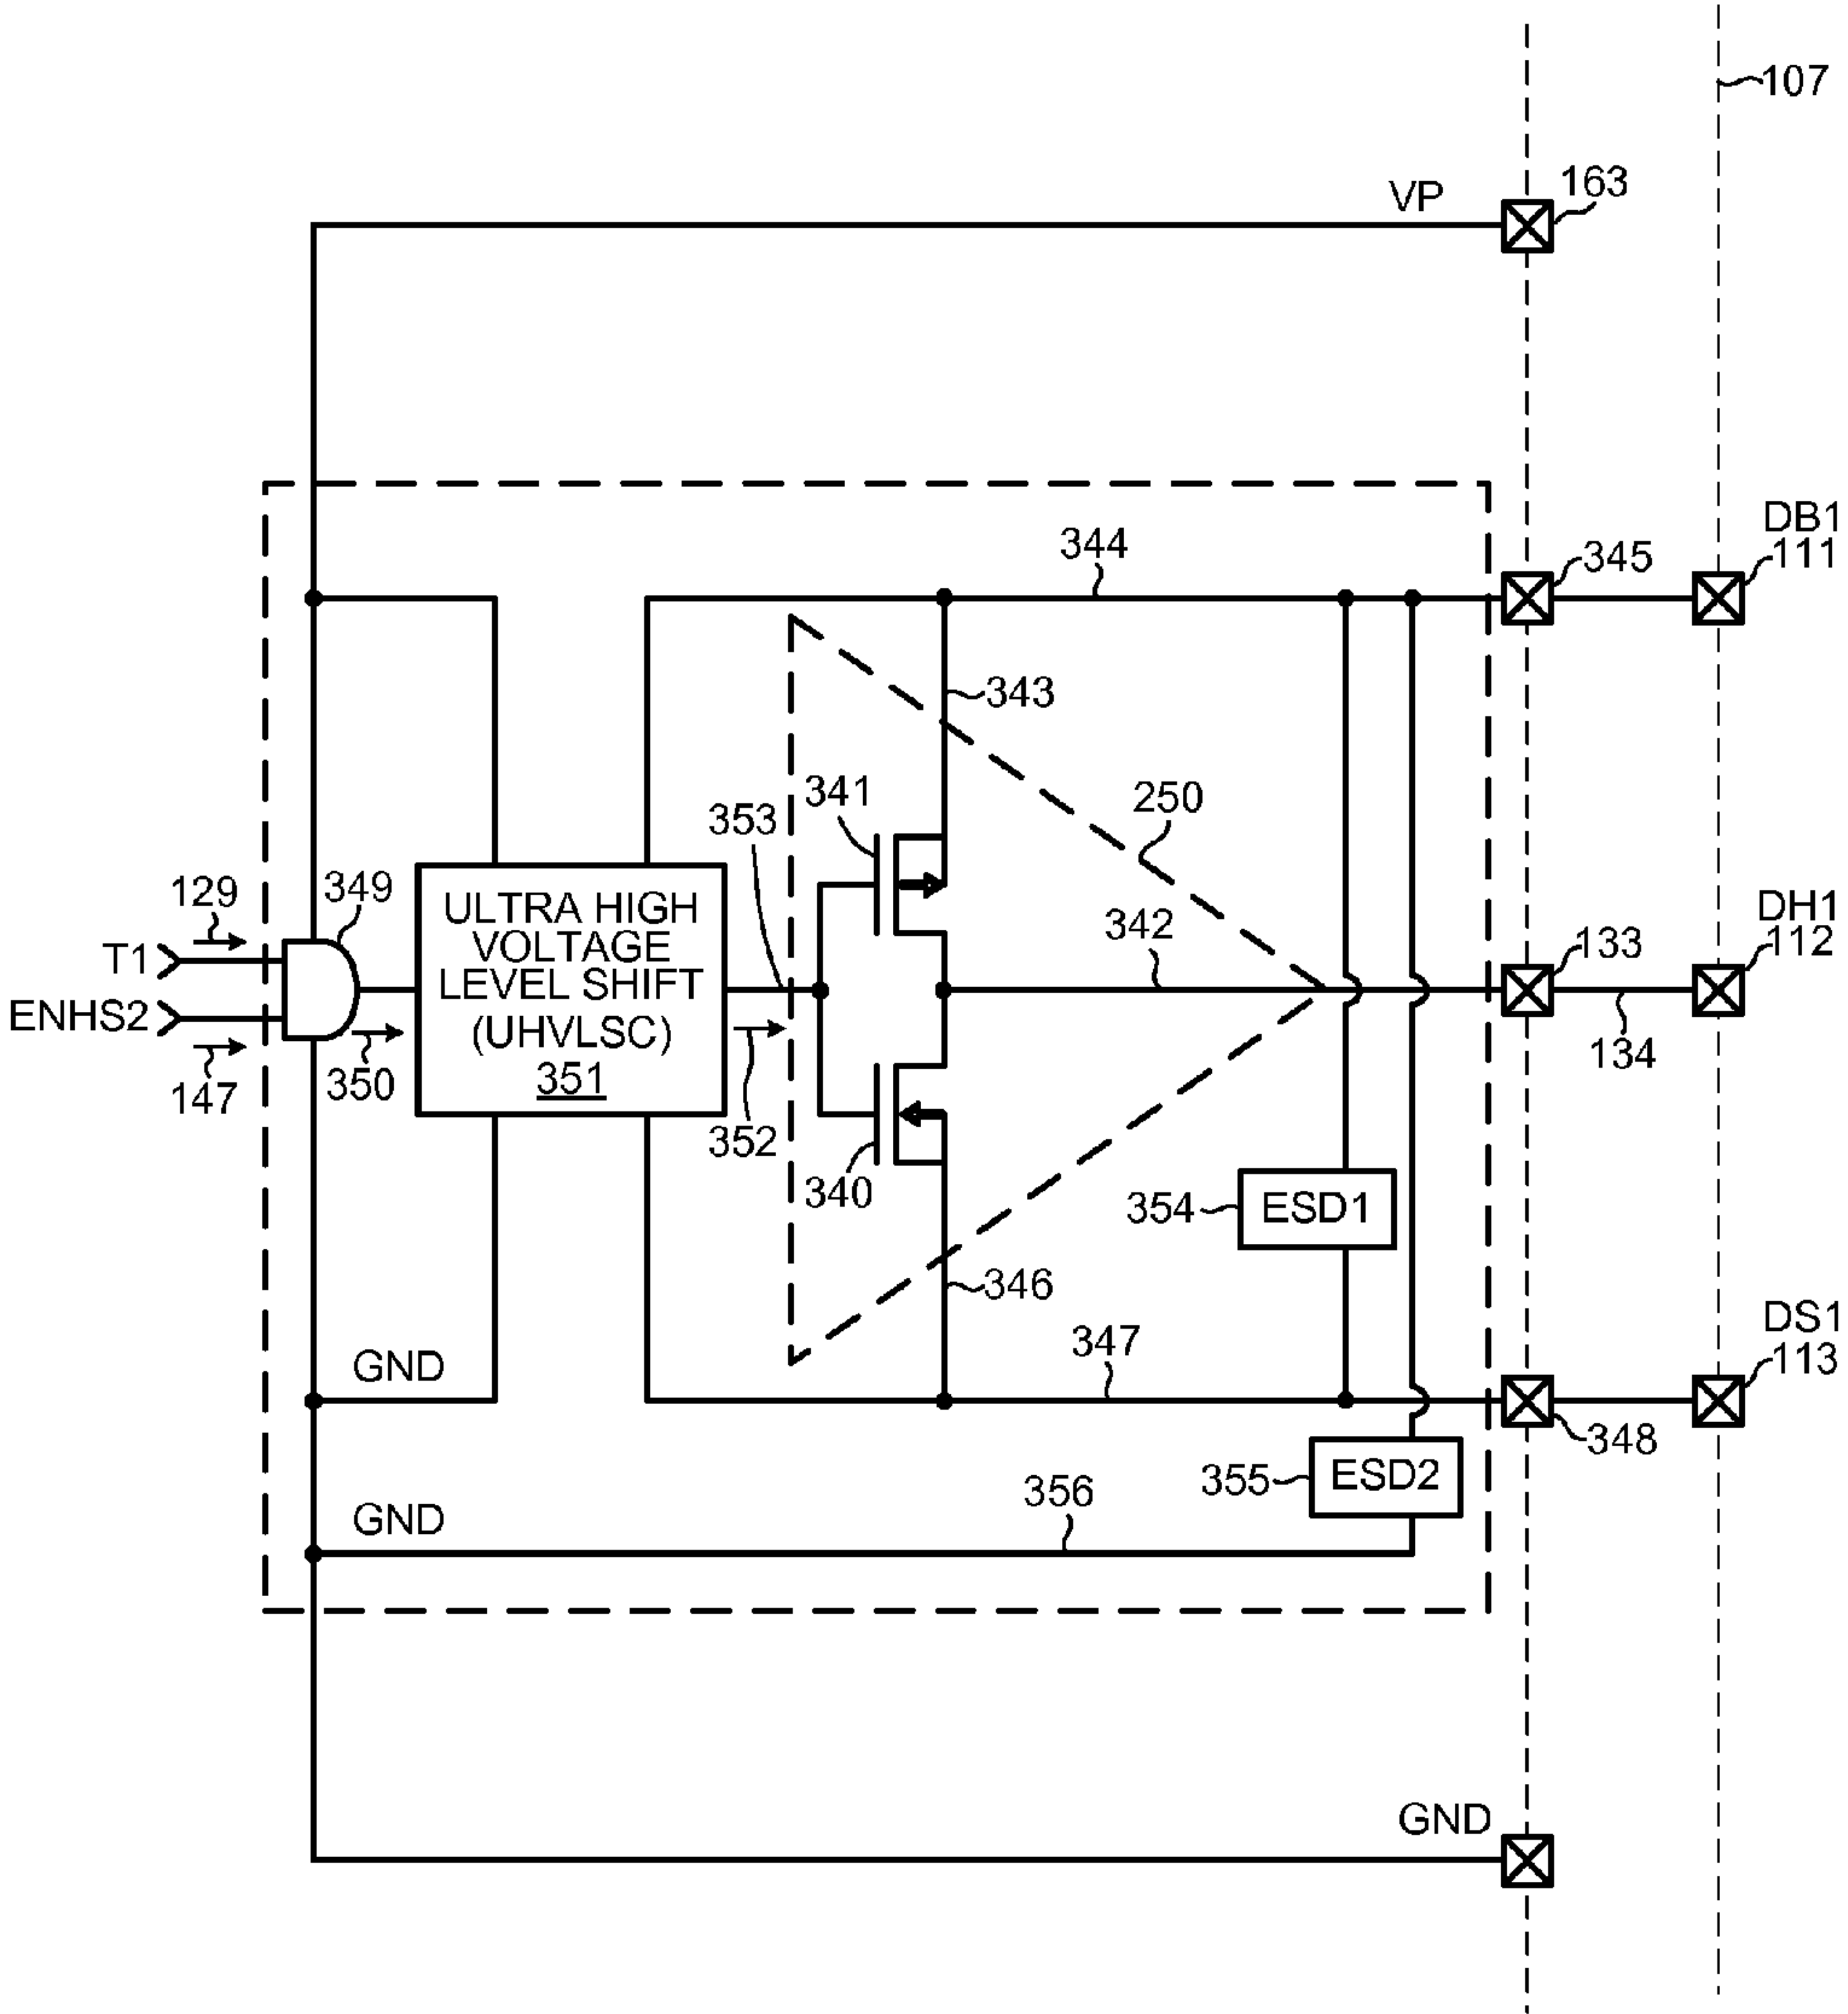 107
VP
163
DB1
111
344
345
343
341
250
353
349
129
T1
ENHS2
147
350
ULTRA HIGH
VOLTAGE
LEVEL SHIFT
(UHVLSC)
351
352
342
DH1
112
133
134
340
354
ESD1
346
GND
347
DS1
113
348
355
ESD2
GND
356
GND